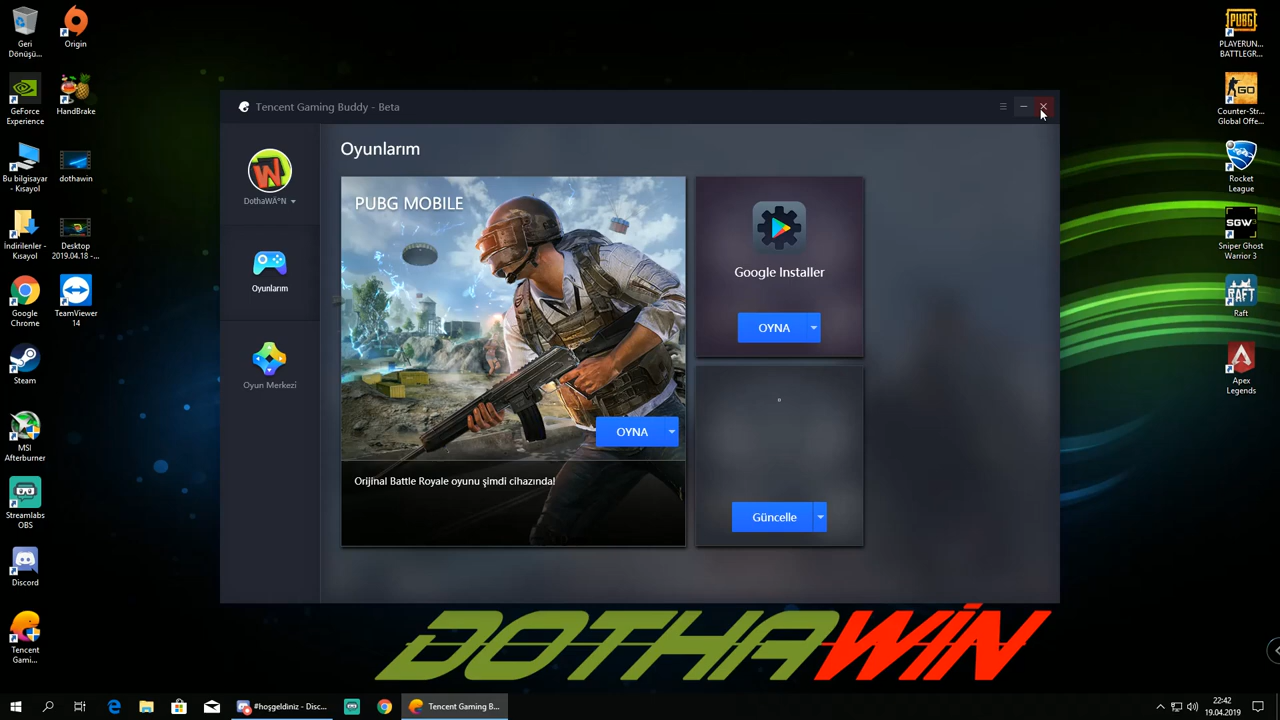 Geri
Dönüşü...
Origin
GeForce
Experience
HandBrake
Bu bilgisayar
- Kısayol
dothawin
İndirilenler -
Kısayol
Desktop
2019.04.18 -...
Google
Chrome
TeamViewer
14
Steam
MSI
Afterburner
Streamlabs
OBS
Discord
Tencent
Gami...
Tencent Gaming Buddy - Beta
DothaWÄ°N
Oyunlarım
Oyun Merkezi
Oyunlarım
PUBG MOBILE
OYNA
Orijinal Battle Royale oyunu şimdi cihazında!
Google Installer
OYNA
"
Güncelle
DOTHAWİN
PUBG
PLAYERUN...
BATTLEGR...
GO
Counter-Str...
Global Offe...
Rocket
League
SGW
Sniper Ghost
Warrior 3
RAFT
Raft
Apex
Legends
#hoşgeldiniz - Disc...
Tencent Gaming B...
22:42
19.04.2019